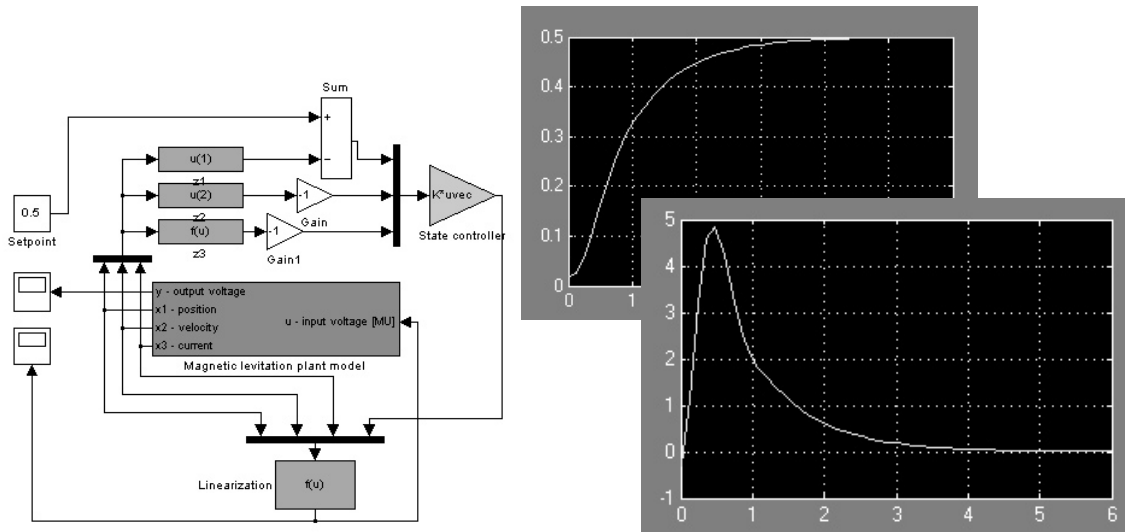 Sum
+
−
u(1)
z1
u(2)
z2
-1
Gain
f(u)
z3
-1
Gain1
K*uvec
State controller
0.5
Setpoint
y - output voltage
x1 - position
x2 - velocity
x3 - current
u - input voltage [MU]
Magnetic levitation plant model
Linearization
f(u)
0.5
0.4
0.3
0.2
0.1
0
0 1
5
4
3
2
1
0
-1
0 1 2 3 4 5 6